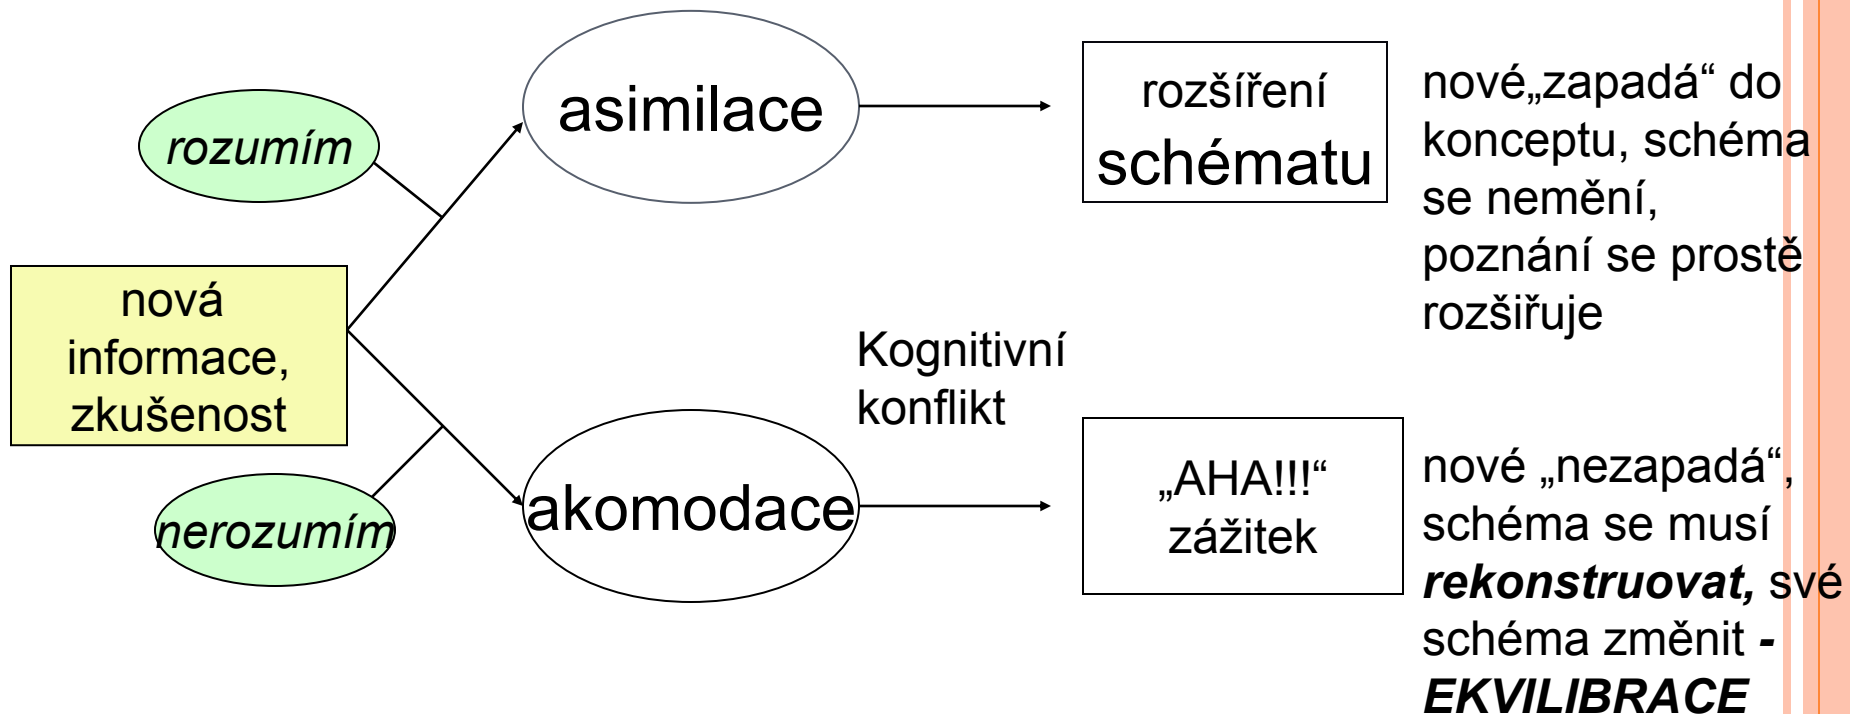 rozumím
asimilace
rozšíření
schématu
nové„zapadá“ do
konceptu, schéma
se nemění,
poznání se prostě
rozšiřuje
nová
informace,
zkušenost
Kognitivní
konflikt
nerozumím
akomodace
„AHA!!!“
zážitek
nové „nezapadá“,
schéma se musí
rekonstruovat, své
schéma změnit -
EKVILIBRACE